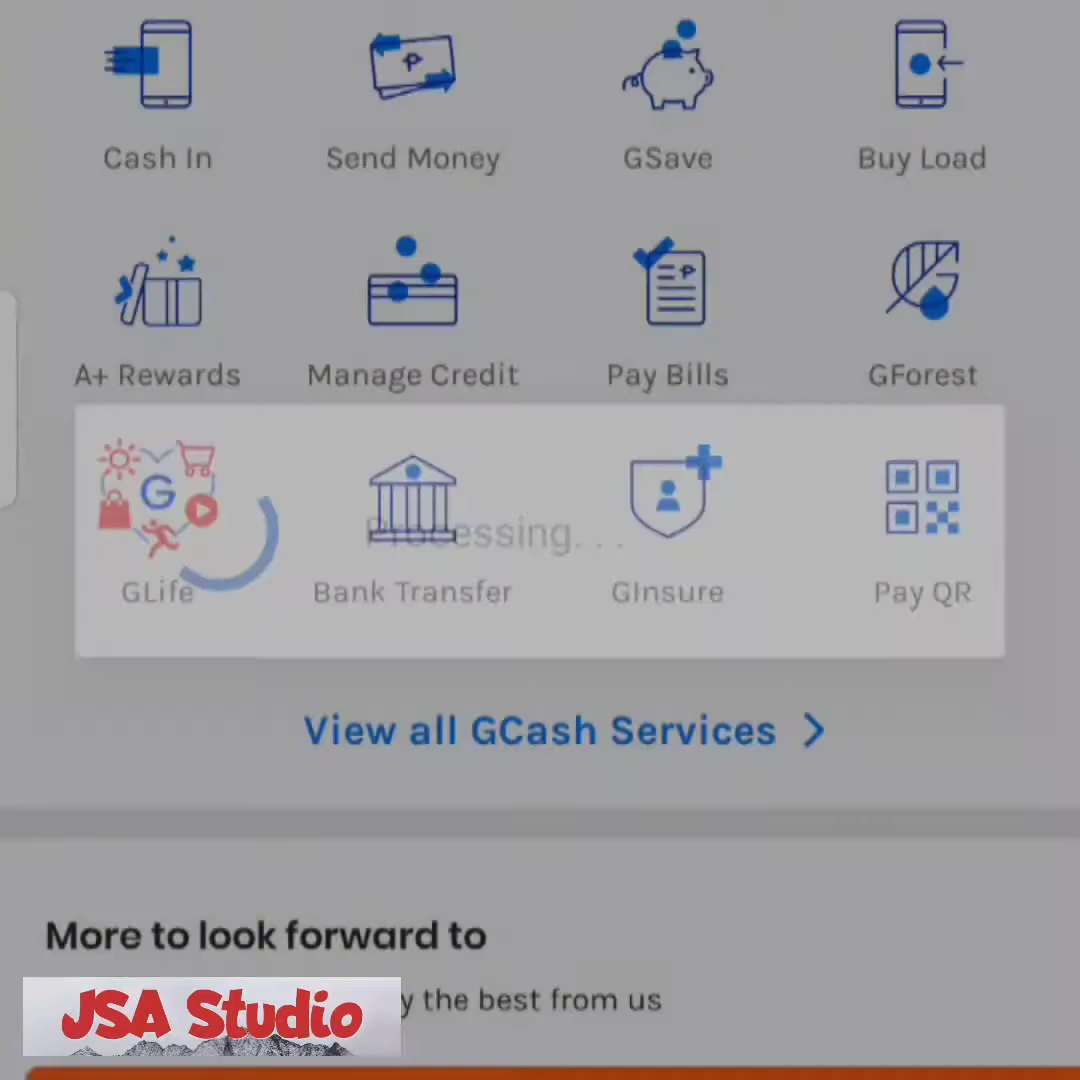 Cash In
Send Money
GSave
Buy Load
A+ Rewards
Manage Credit
Pay Bills
GForest
G
Processing. . .
GLife
Bank Transfer
GInsure
Pay QR
View all GCash Services
More to look forward to
y the best from us
JSA Studio